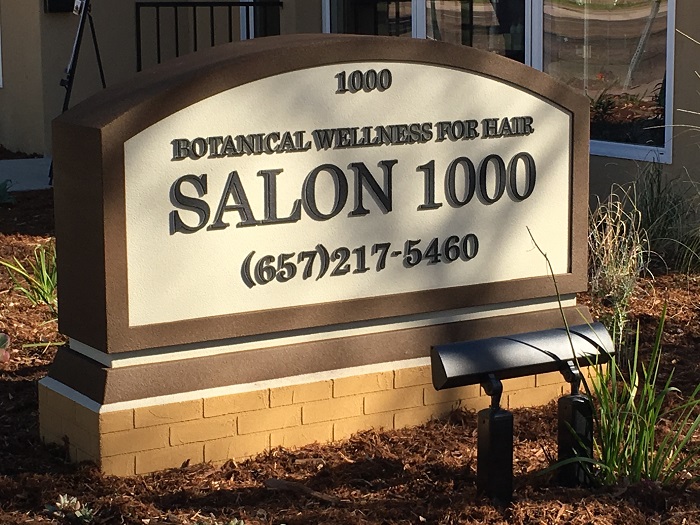 1000
BOTANICAL WELLNESS FOR HAIR
SALON 1000
(657)217-5460